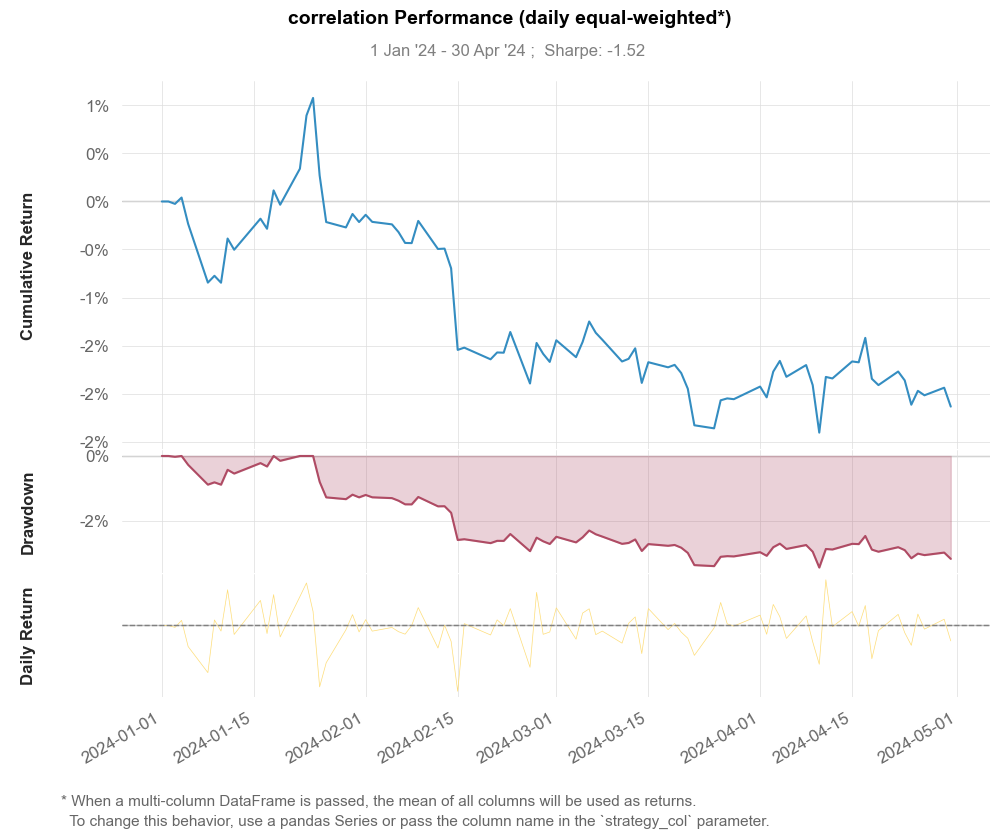 correlation Performance (daily equal-weighted*)
1 Jan '24 - 30 Apr '24 ;  Sharpe: -1.52
Cumulative Return
1%
0%
0%
-0%
-1%
-2%
-2%
-2%
Drawdown
0%
-2%
Daily Return
2024-01-01
2024-01-15
2024-02-01
2024-02-15
2024-03-01
2024-03-15
2024-04-01
2024-04-15
2024-05-01
* When a multi-column DataFrame is passed, the mean of all columns will be used as returns.
To change this behavior, use a pandas Series or pass the column name in the `strategy_col` parameter.